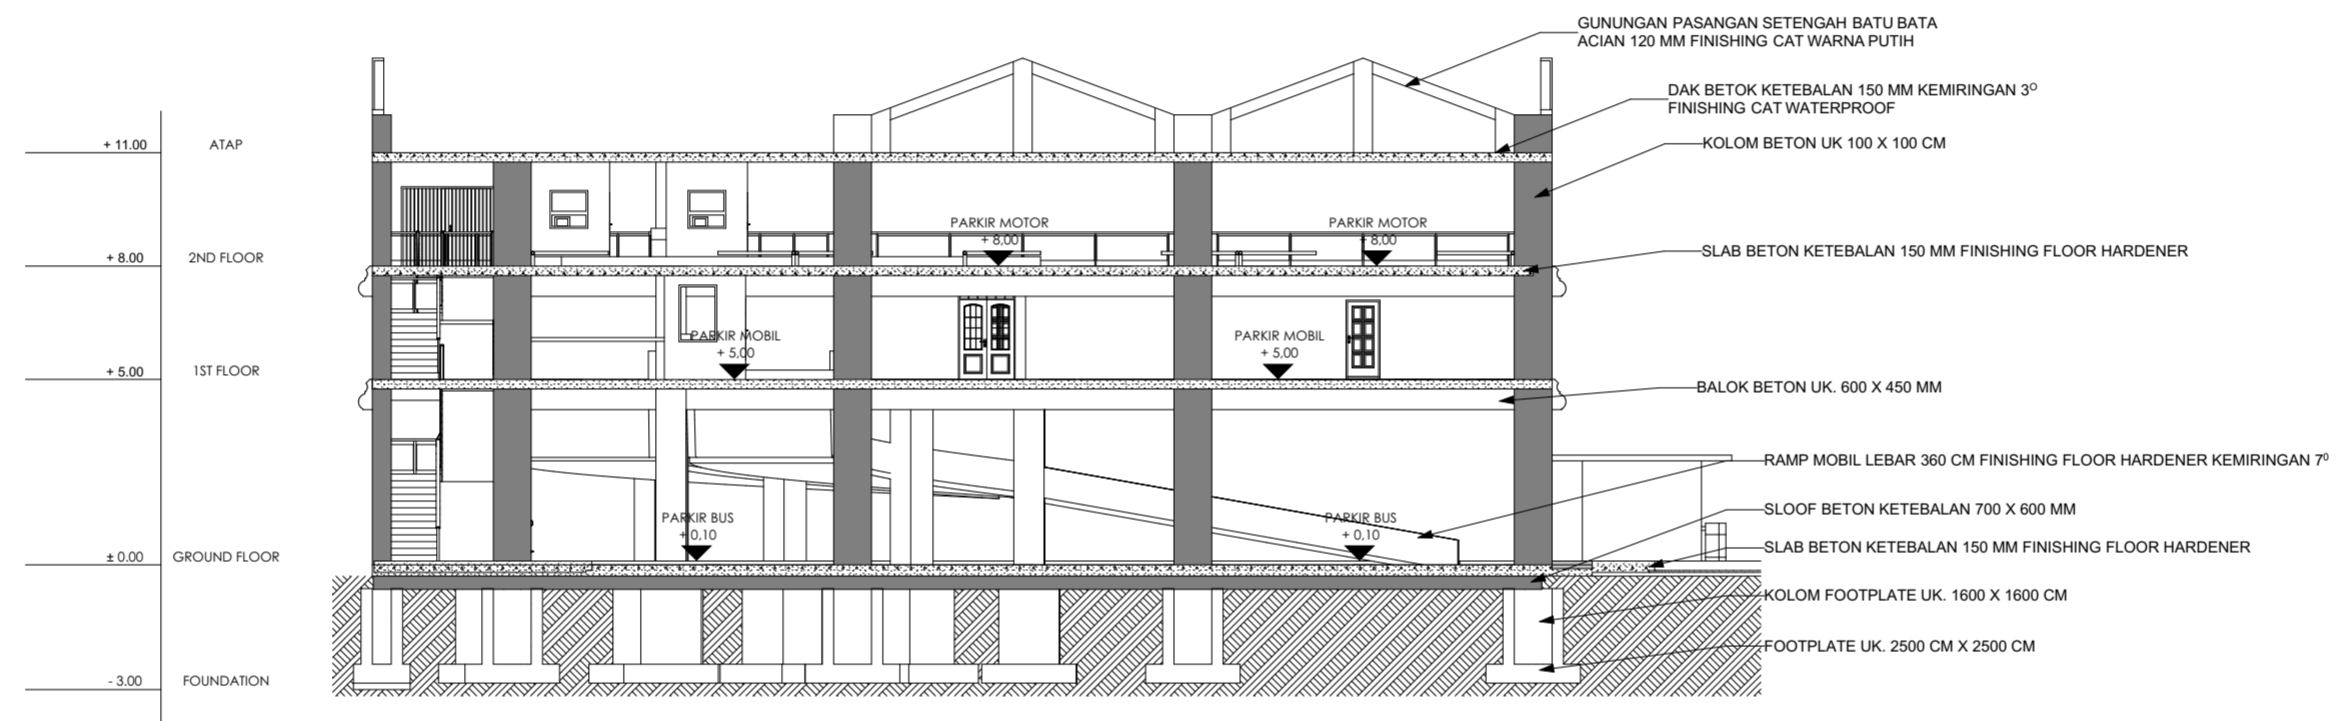 GUNUNGAN PASANGAN SETENGAH BATU BATA
ACIAN 120 MM FINISHING CAT WARNA PUTIH
DAK BETOK KETEBALAN 150 MM KEMIRINGAN 3O
FINISHING CAT WATERPROOF
KOLOM BETON UK 100 X 100 CM
+ 11.00 ATAP
PARKIR MOTOR
+ 8,00
PARKIR MOTOR
+ 8,00
SLAB BETON KETEBALAN 150 MM FINISHING FLOOR HARDENER
+ 8.00 2ND FLOOR
PARKIR MOBIL
+ 5,00
PARKIR MOBIL
+ 5,00
+ 5.00 1ST FLOOR
BALOK BETON UK. 600 X 450 MM
RAMP MOBIL LEBAR 360 CM FINISHING FLOOR HARDENER KEMIRINGAN 7⁰
SLOOF BETON KETEBALAN 700 X 600 MM
PARKIR BUS
+ 0,10
PARKIR BUS
+ 0,10
SLAB BETON KETEBALAN 150 MM FINISHING FLOOR HARDENER
± 0.00 GROUND FLOOR
KOLOM FOOTPLATE UK. 1600 X 1600 CM
FOOTPLATE UK. 2500 CM X 2500 CM
- 3.00 FOUNDATION